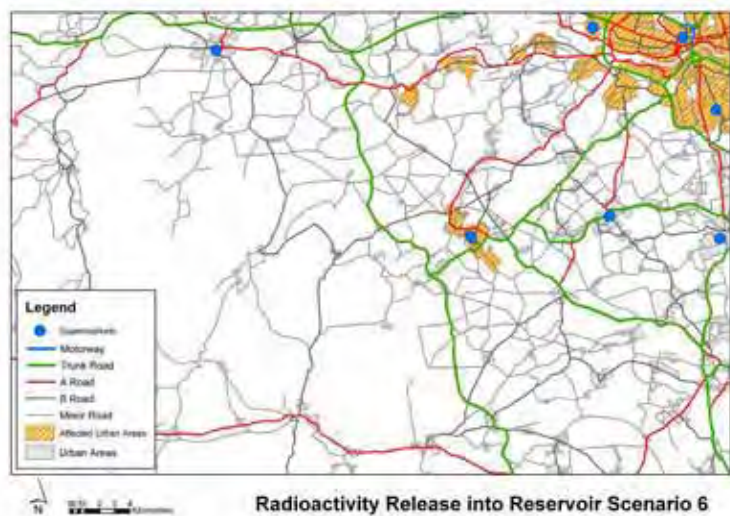 Legend
Supermarkets
Motorway
Trunk Road
A Road
B Road
Minor Road
Affected Urban Areas
Urban Areas
N
Kilometres
Radioactivity Release into Reservoir Scenario 6